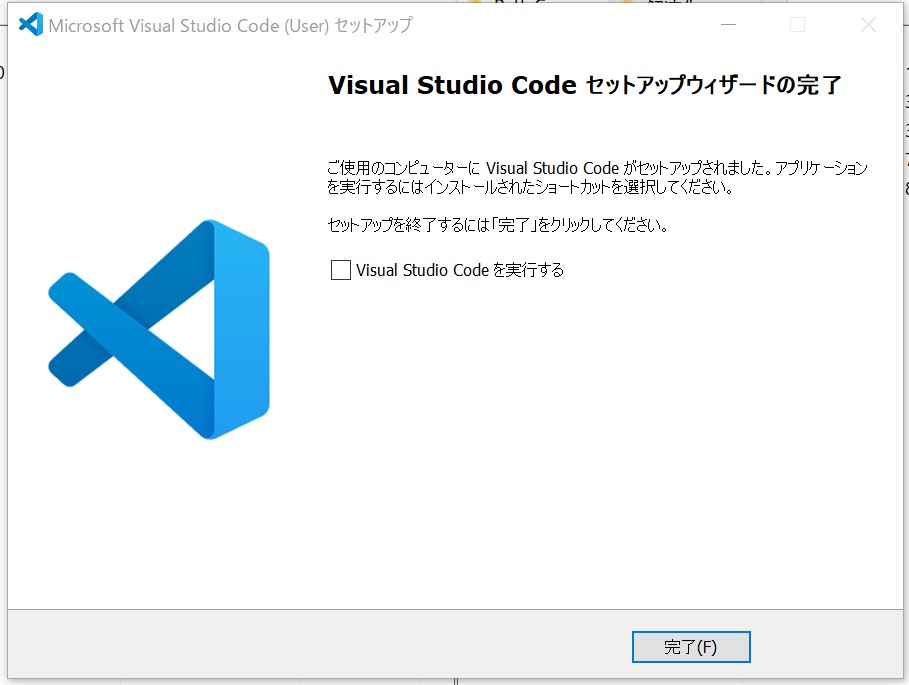 Microsoft Visual Studio Code (User) セットアップ
Visual Studio Code セットアップウィザードの完了
ご使用のコンピューターに Visual Studio Code がセットアップされました。アプリケーション
を実行するにはインストールされたショートカットを選択してください。
セットアップを終了するには「完了」をクリックしてください。
Visual Studio Code を実行する
完了(F)